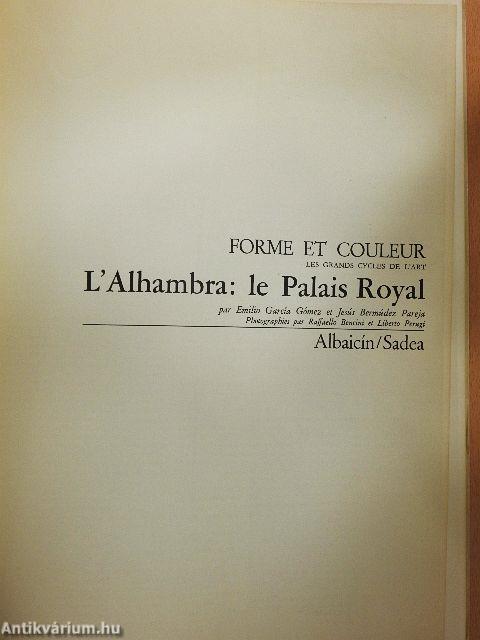 FORME ET COULEUR
LES GRANDS CYCLES DE L'ART
L'Alhambra: le Palais Royal
par Emilio García Gómez et Jesús Bermúdez Pareja
Photographies par Raffaello Bencini et Liberto Perugi
Albaicín/Sadea
Antikvárium.hu